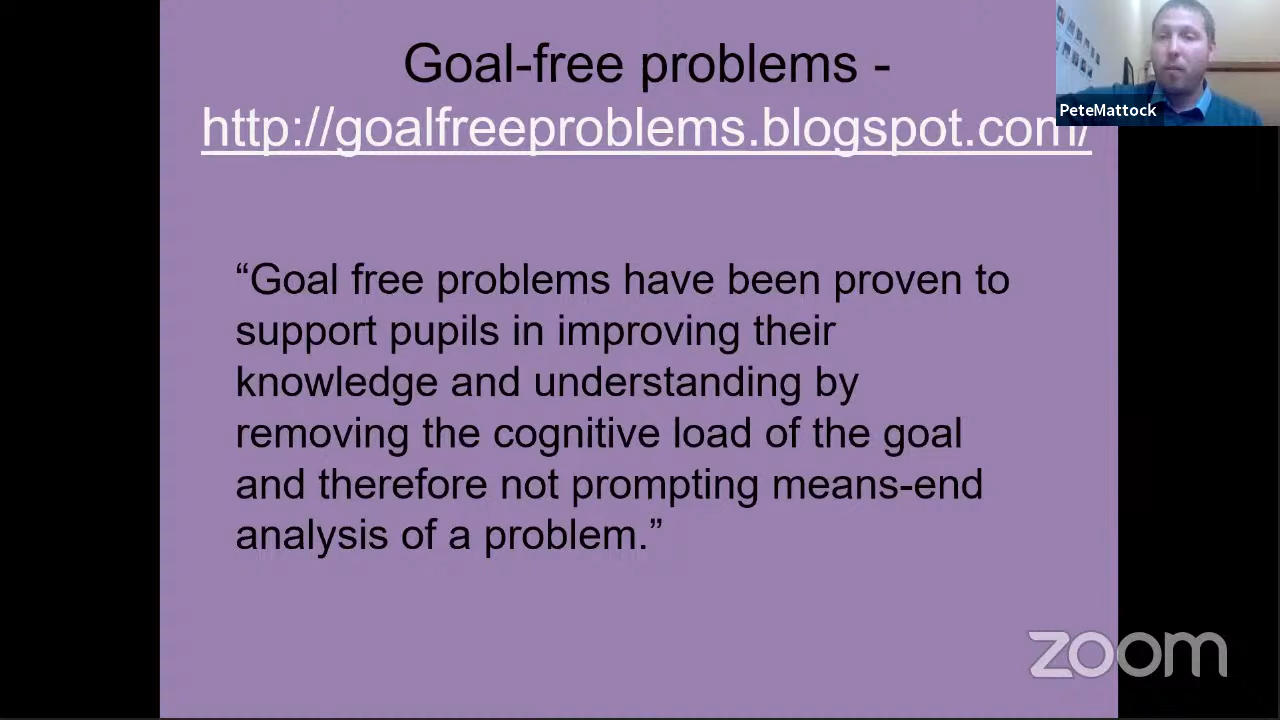 Goal-free problems -
http://goalfreeproblems.blogspot.com/
PeteMattock
“Goal free problems have been proven to
support pupils in improving their
knowledge and understanding by
removing the cognitive load of the goal
and therefore not prompting means-end
analysis of a problem.”
zoom